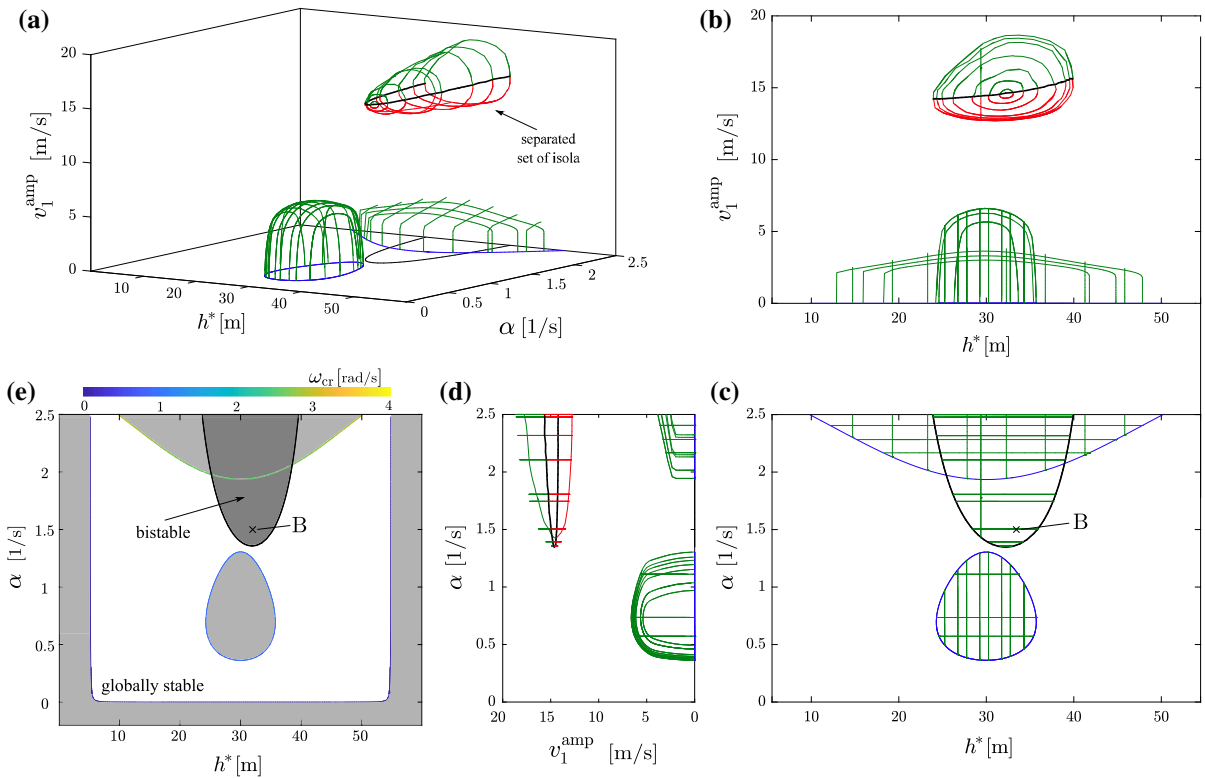 (a)
20
15
10
5
0
v₁^amp [m/s]
10
20
30
40
50
h* [m]
0
0.5
1
1.5
2
2.5
α [1/s]
separated
set of isola
(b)
20
15
10
5
0
v₁^amp [m/s]
10 20 30 40 50
h* [m]
(e)
ω_cr [rad/s]
0 1 2 3 4
2.5
2
1.5
1
0.5
0
α [1/s]
bistable
B
globally stable
10 20 30 40 50
h* [m]
(d)
2.5
2
1.5
1
0.5
0
α [1/s]
20 15 10 5 0
v₁^amp [m/s]
(c)
2.5
2
1.5
1
0.5
0
α [1/s]
B
10 20 30 40 50
h* [m]